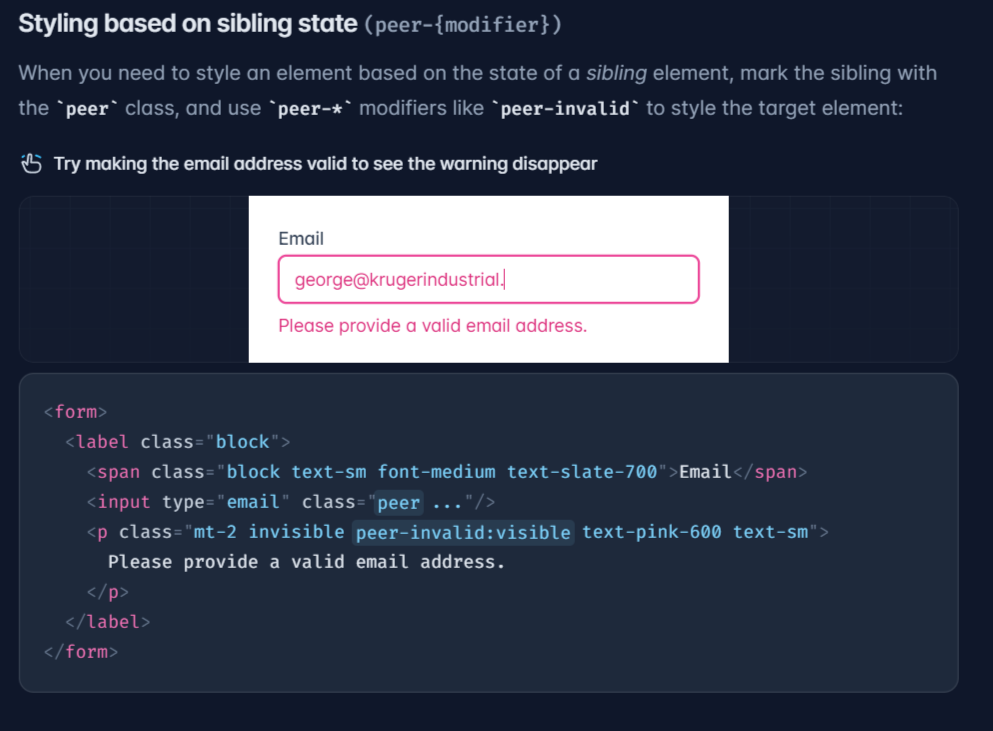 Styling based on sibling state (peer-{modifier})
When you need to style an element based on the state of a sibling element, mark the sibling with
the `peer` class, and use `peer-*` modifiers like `peer-invalid` to style the target element:
Try making the email address valid to see the warning disappear
Email
george@krugerindustrial.
Please provide a valid email address.
<form>
  <label class="block">
    <span class="block text-sm font-medium text-slate-700">Email</span>
    <input type="email" class="peer ..."/>
    <p class="mt-2 invisible peer-invalid:visible text-pink-600 text-sm">
      Please provide a valid email address.
    </p>
  </label>
</form>